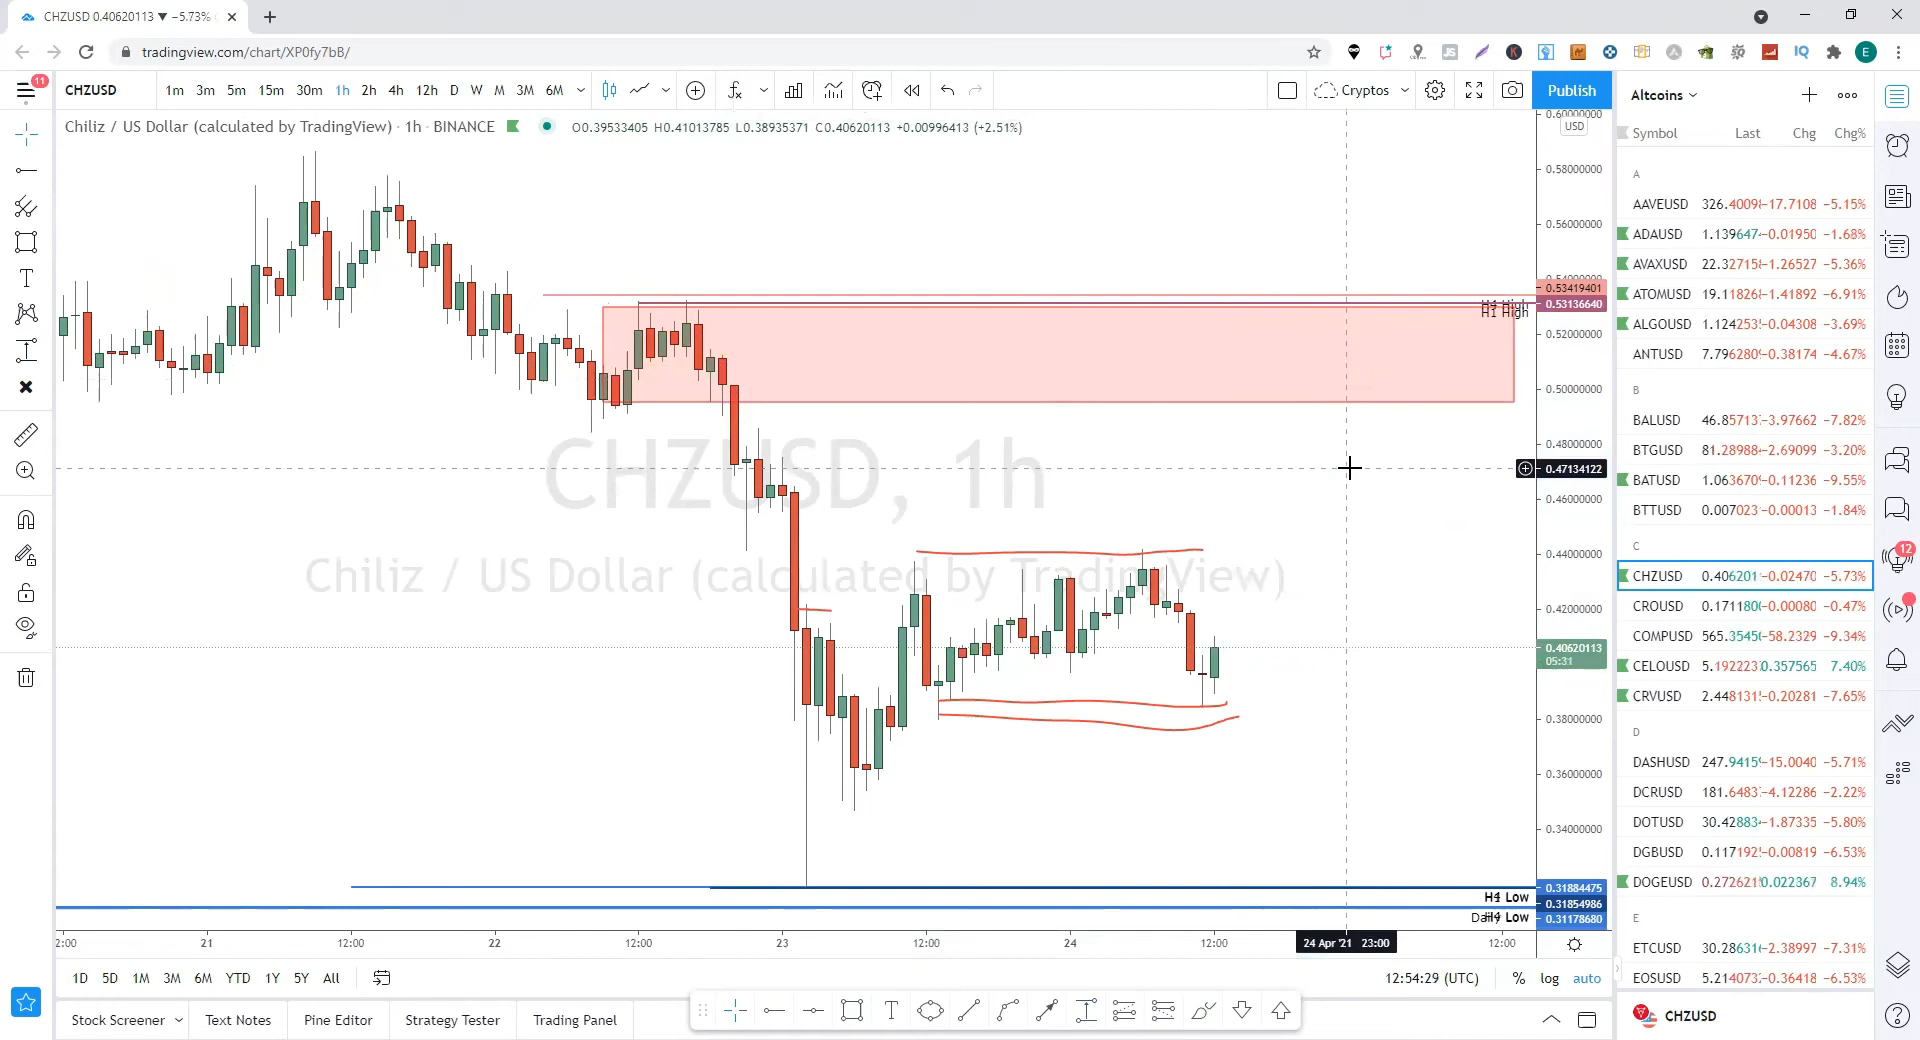 CHZUSD 0.40620113 ▼ −5.73%
tradingview.com/chart/XP0fy7bB/
11
CHZUSD 1m 3m 5m 15m 30m 1h 2h 4h 12h D W M 3M 6M
Cryptos
Publish
Chiliz / US Dollar (calculated by TradingView) · 1h · BINANCE
O0.39533405 H0.41013785 L0.38935371 C0.40620113 +0.00996413 (+2.51%)
CHZUSD, 1h
Chiliz / US Dollar (calculated by TradingView)
H1 High
0.60000000
USD
0.58000000
0.56000000
0.54000000
0.53419401
0.53136640
0.52000000
0.50000000
0.48000000
0.47134122
0.46000000
0.44000000
0.42000000
0.40620113
05:31
0.38000000
0.36000000
0.34000000
0.31884475
0.31854986
0.31178680
H4 Low
2:00 21 12:00 22 12:00 23 12:00 24 12:00 24 Apr '21 23:00 12:00
1D 5D 1M 3M 6M YTD 1Y 5Y All
12:54:29 (UTC) % log auto
Stock Screener Text Notes Pine Editor Strategy Tester Trading Panel
Altcoins
Symbol Last Chg Chg%
A
AAVEUSD 326.4009 −17.7108 −5.15%
ADAUSD 1.139647 −0.01950 −1.68%
AVAXUSD 22.32715 −1.26527 −5.36%
ATOMUSD 19.11826 −1.41892 −6.91%
ALGOUSD 1.124253 −0.04308 −3.69%
ANTUSD 7.796280 −0.38174 −4.67%
B
BALUSD 46.85713 −3.97662 −7.82%
BTGUSD 81.28988 −2.69099 −3.20%
BATUSD 1.063670 −0.11236 −9.55%
BTTUSD 0.007023 −0.00013 −1.84%
C
CHZUSD 0.406201 −0.02470 −5.73%
CROUSD 0.171180 −0.00080 −0.47%
COMPUSD 565.3545 −58.2329 −9.34%
CELOUSD 5.192223 0.357565 7.40%
CRVUSD 2.448131 −0.20281 −7.65%
D
DASHUSD 247.9415 −15.0040 −5.71%
DCRUSD 181.6483 −4.12286 −2.22%
DOTUSD 30.42883 −1.87335 −5.80%
DGBUSD 0.117192 −0.00819 −6.53%
DOGEUSD 0.272621 0.022367 8.94%
E
ETCUSD 30.28631 −2.38997 −7.31%
EOSUSD 5.214073 −0.36418 −6.53%
CHZUSD
12